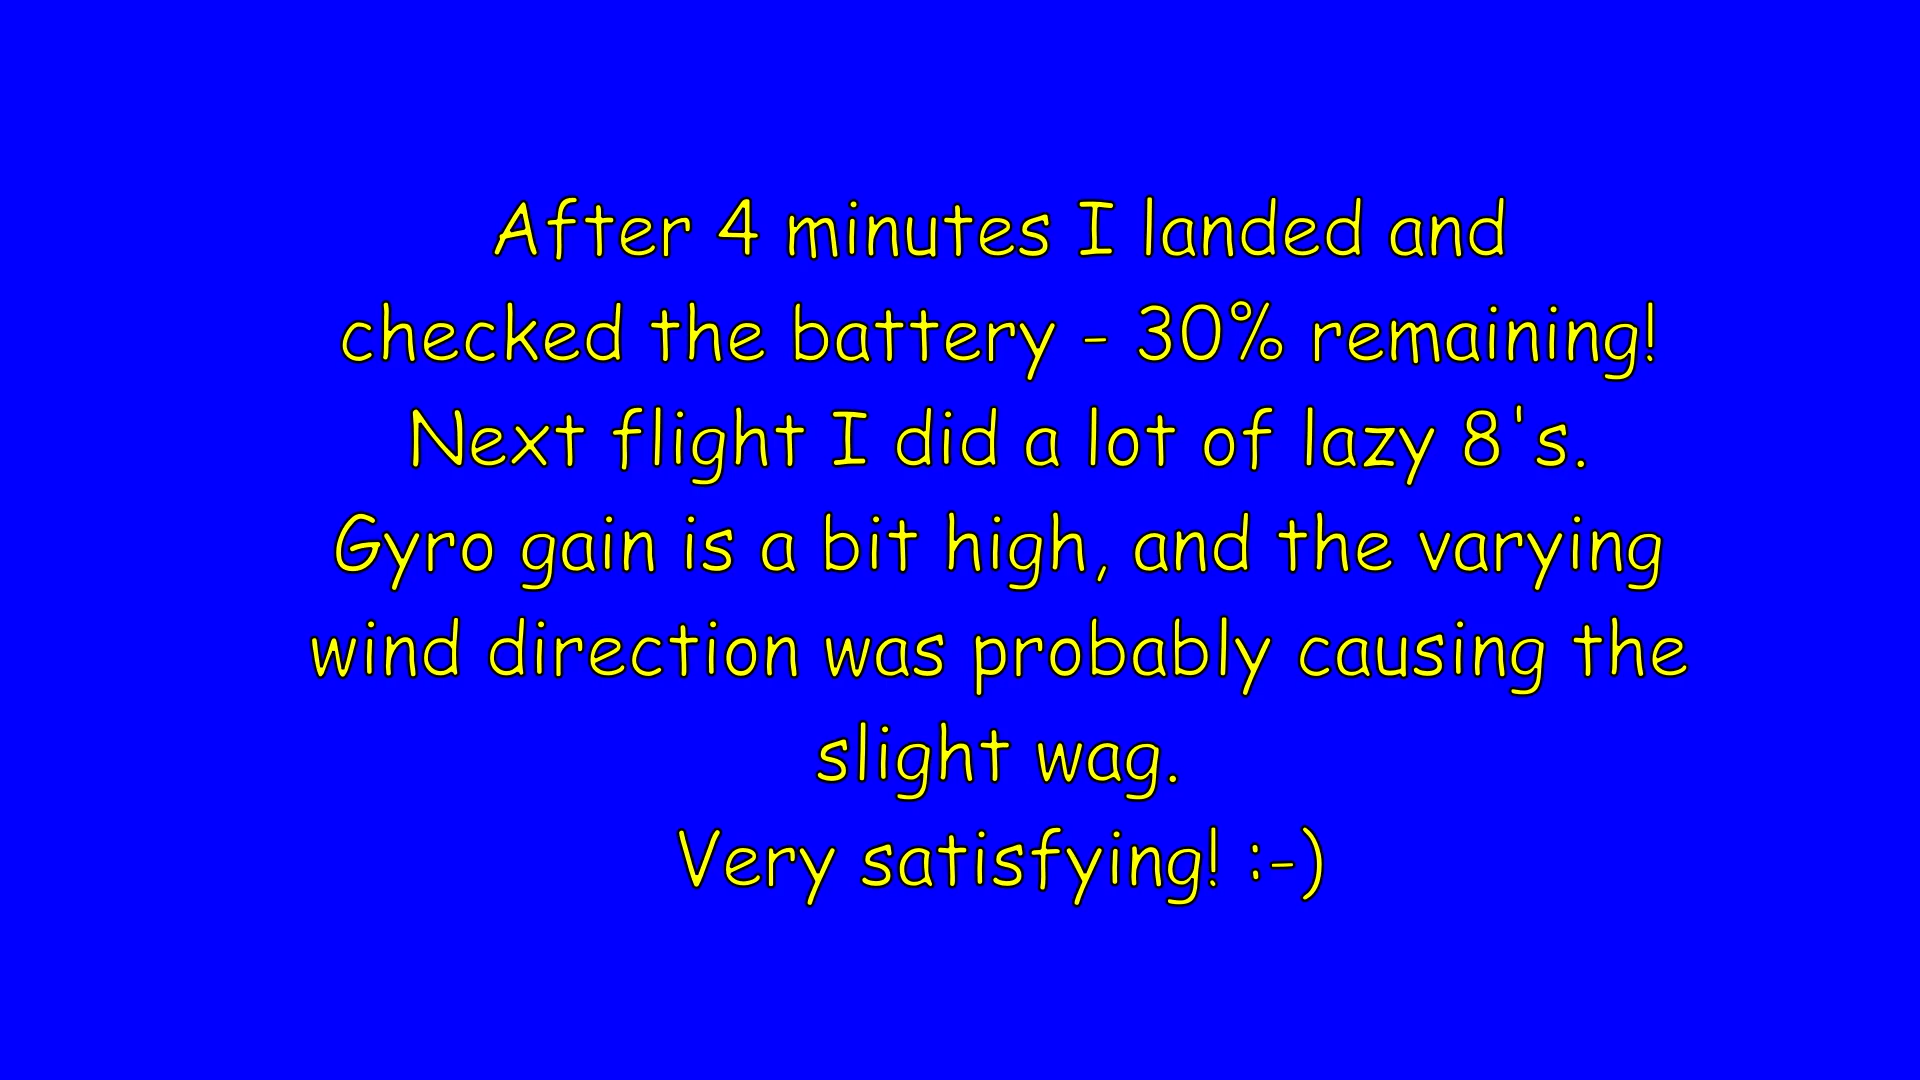 After 4 minutes I landed and
checked the battery - 30% remaining!
Next flight I did a lot of lazy 8's.
Gyro gain is a bit high, and the varying
wind direction was probably causing the
slight wag.
Very satisfying! :-)